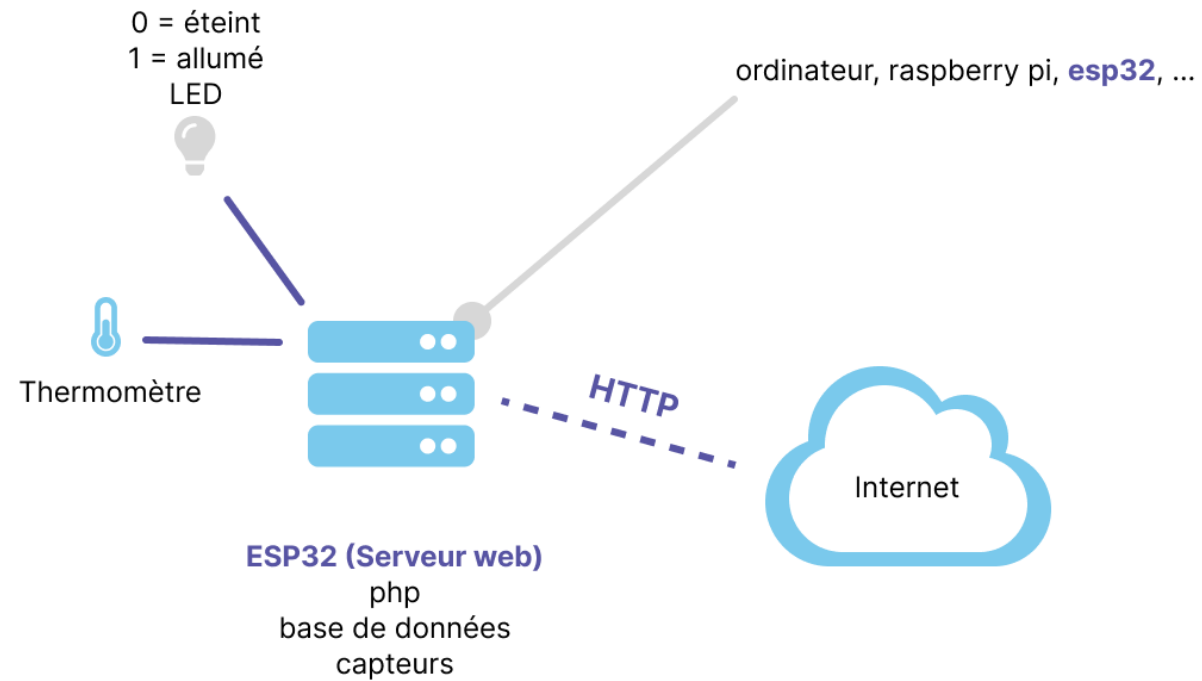 0 = éteint
1 = allumé
LED
ordinateur, raspberry pi, esp32, ...
Thermomètre
HTTP
Internet
ESP32 (Serveur web)
php
base de données
capteurs